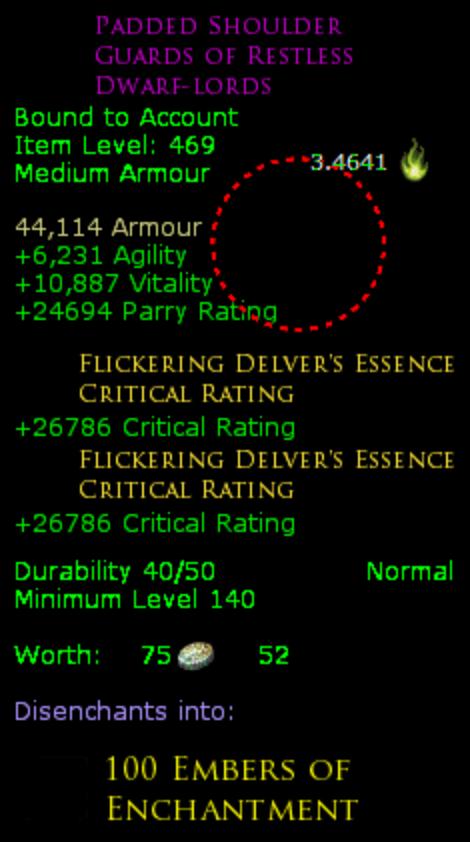 PADDED SHOULDER
GUARDS OF RESTLESS
DWARF-LORDS
Bound to Account
Item Level: 469
3.4641
Medium Armour
44,114 Armour
+6,231 Agility
+10,887 Vitality
+24694 Parry Rating
FLICKERING DELVER'S ESSENCE
CRITICAL RATING
+26786 Critical Rating
FLICKERING DELVER'S ESSENCE
CRITICAL RATING
+26786 Critical Rating
Durability 40/50 Normal
Minimum Level 140
Worth: 75 52
Disenchants into:
100 EMBERS OF
ENCHANTMENT